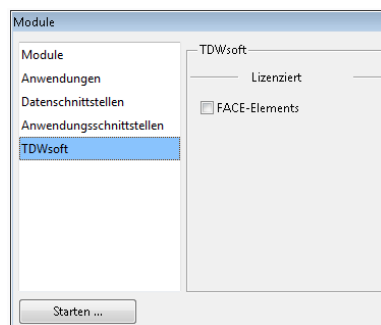 Module
Module
Anwendungen
Datenschnittstellen
Anwendungsschnittstellen
TDWsoft
TDWsoft
Lizenziert
FACE-Elements
Starten ...